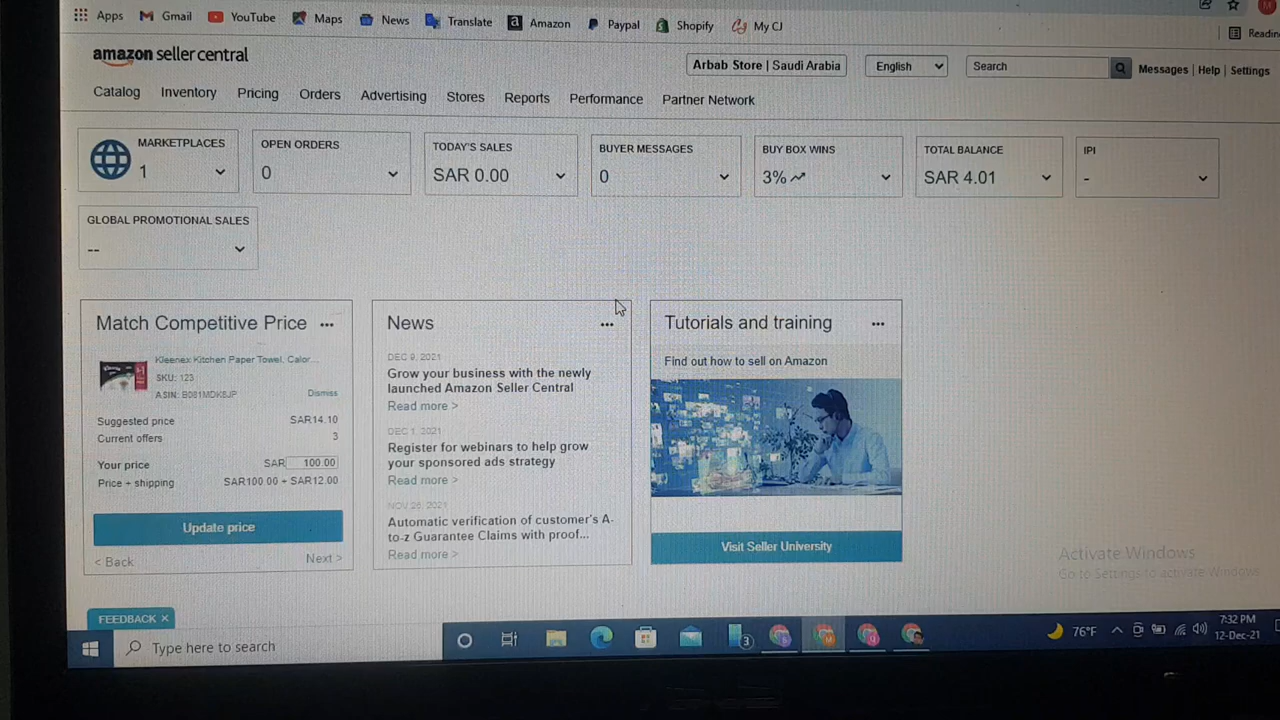 Apps Gmail YouTube Maps News Translate Amazon Paypal Shopify My CJ
amazon seller central
Arbab Store | Saudi Arabia English Search Messages | Help | Settings
Catalog Inventory Pricing Orders Advertising Stores Reports Performance Partner Network
MARKETPLACES
1
OPEN ORDERS
0
TODAY'S SALES
SAR 0.00
BUYER MESSAGES
0
BUY BOX WINS
3%
TOTAL BALANCE
SAR 4.01
IPI
-
GLOBAL PROMOTIONAL SALES
--
Match Competitive Price
Kleenex Kitchen Paper Towel, Calor...
SKU: 123
Dismiss
Suggested price SAR14.10
Current offers 3
Your price SAR 100.00
Price + shipping SAR100.00 + SAR12.00
Update price
< Back Next >
News
DEC 9, 2021
Grow your business with the newly
launched Amazon Seller Central
Read more >
DEC 1, 2021
Register for webinars to help grow
your sponsored ads strategy
Read more >
NOV 26, 2021
Automatic verification of customer's A-
to-z Guarantee Claims with proof...
Read more >
Tutorials and training
Find out how to sell on Amazon
Visit Seller University
Activate Windows
Go to Settings to activate Windows.
FEEDBACK ×
Type here to search
3
76°F
7:32 PM
12-Dec-21